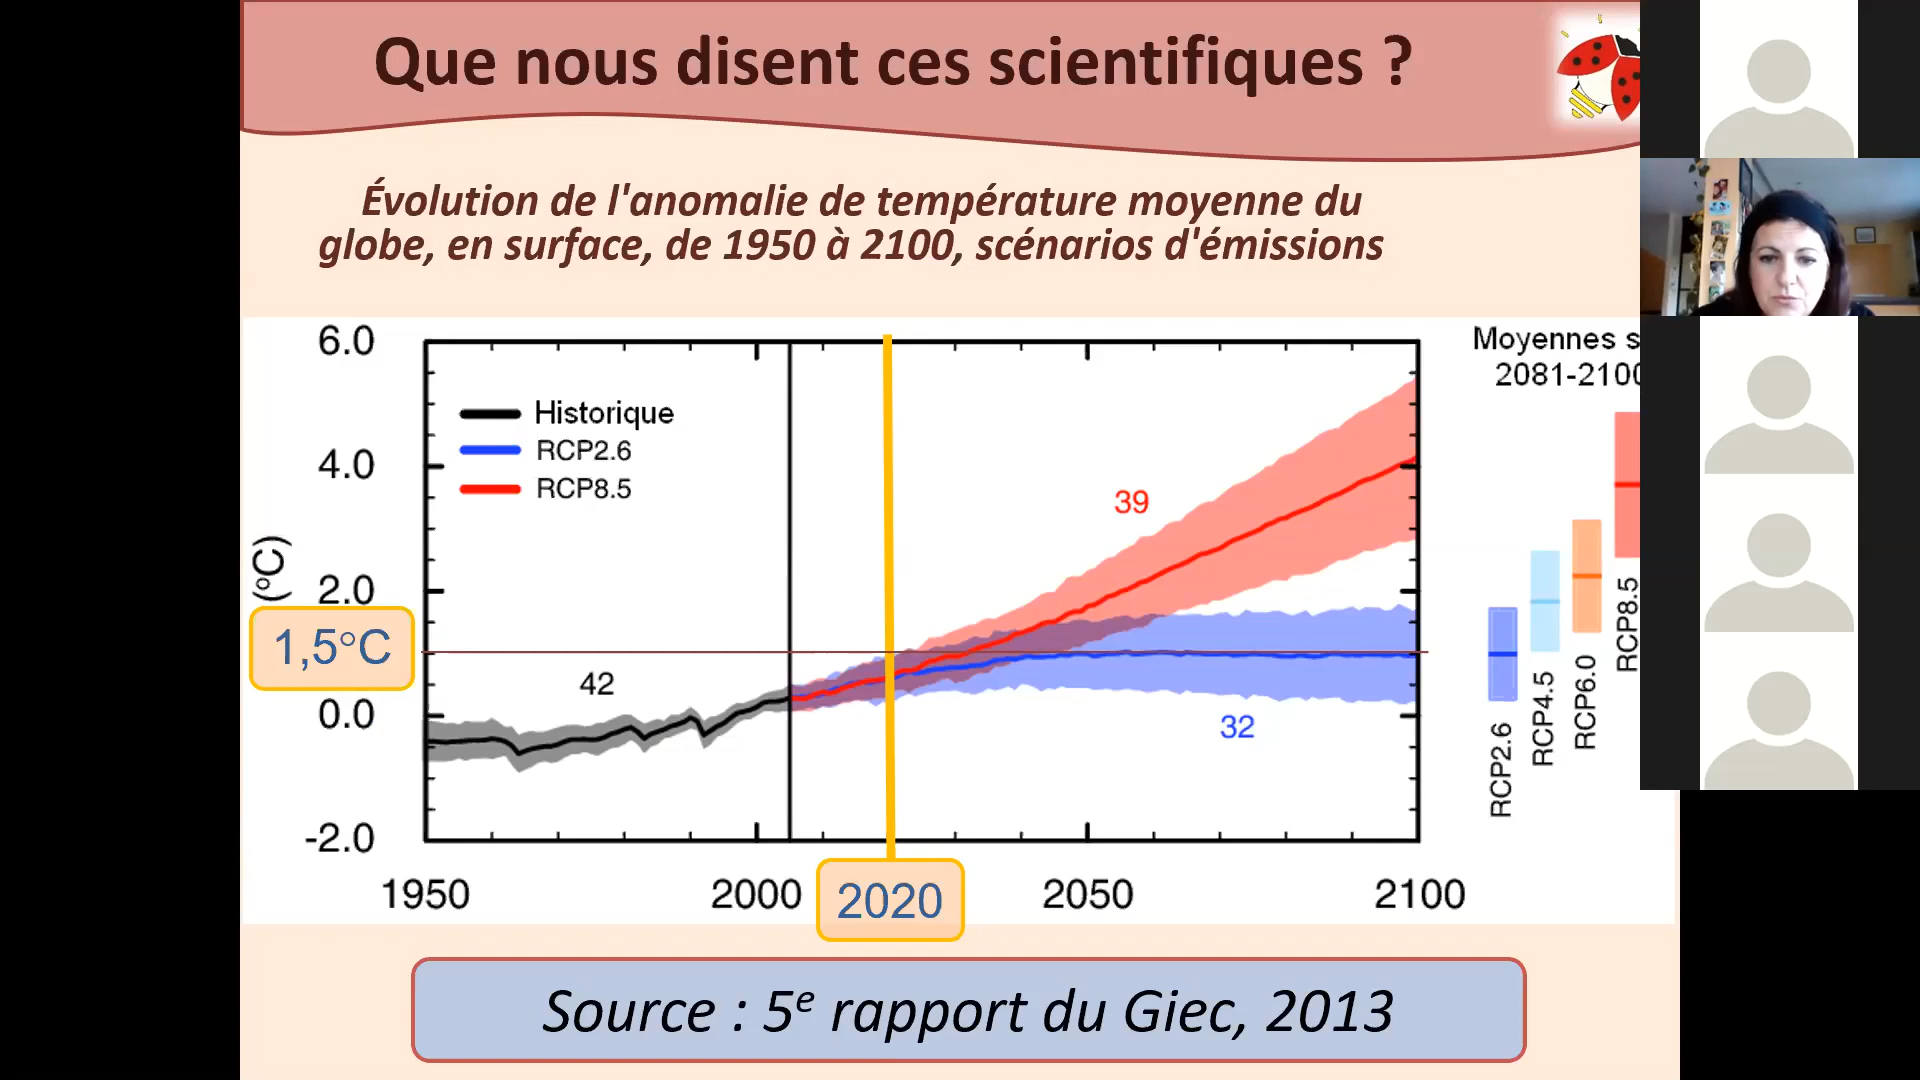 Que nous disent ces scientifiques ?
Évolution de l'anomalie de température moyenne du
globe, en surface, de 1950 à 2100, scénarios d'émissions
6.0
4.0
2.0
0.0
-2.0
(°C)
1,5°C
Historique
RCP2.6
RCP8.5
42
39
32
1950
2000
2020
2050
2100
Moyennes s
2081-2100
RCP2.6
RCP4.5
RCP6.0
RCP8.5
Source : 5e rapport du Giec, 2013